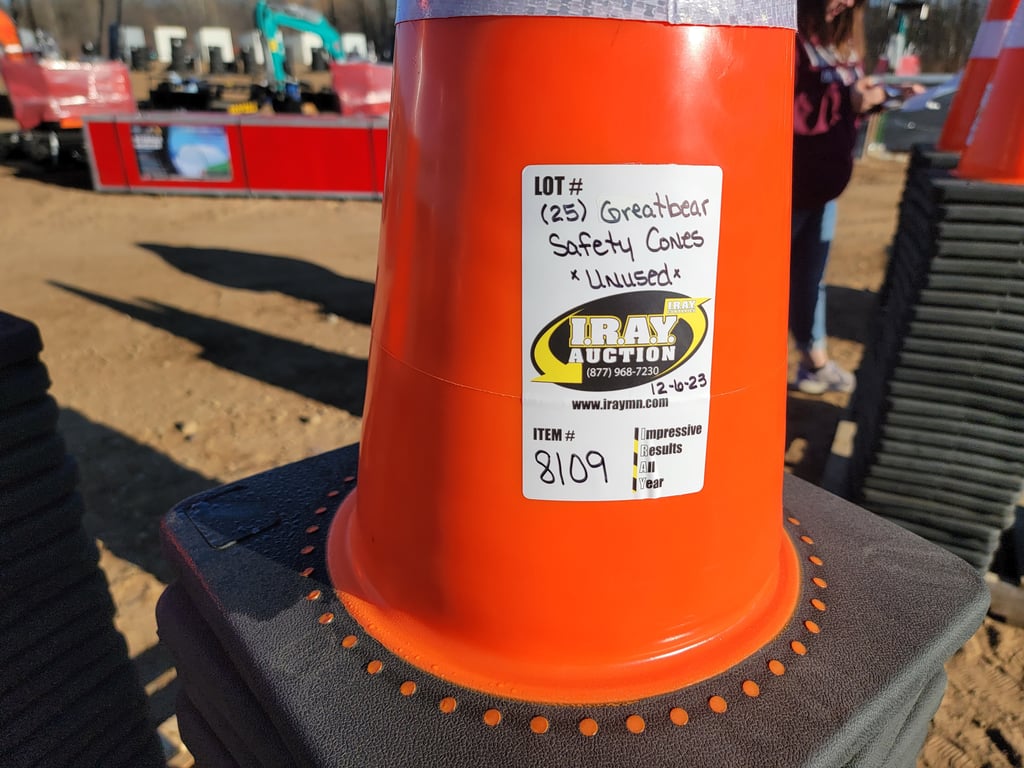 LOT #
(25) Greatbear
Safety Cones
*Unused*
I.R.A.Y.
I.R.A.Y.
AUCTION
(877) 968-7230
12-6-23
www.iraymn.com
ITEM #
8109
Impressive
Results
All
Year